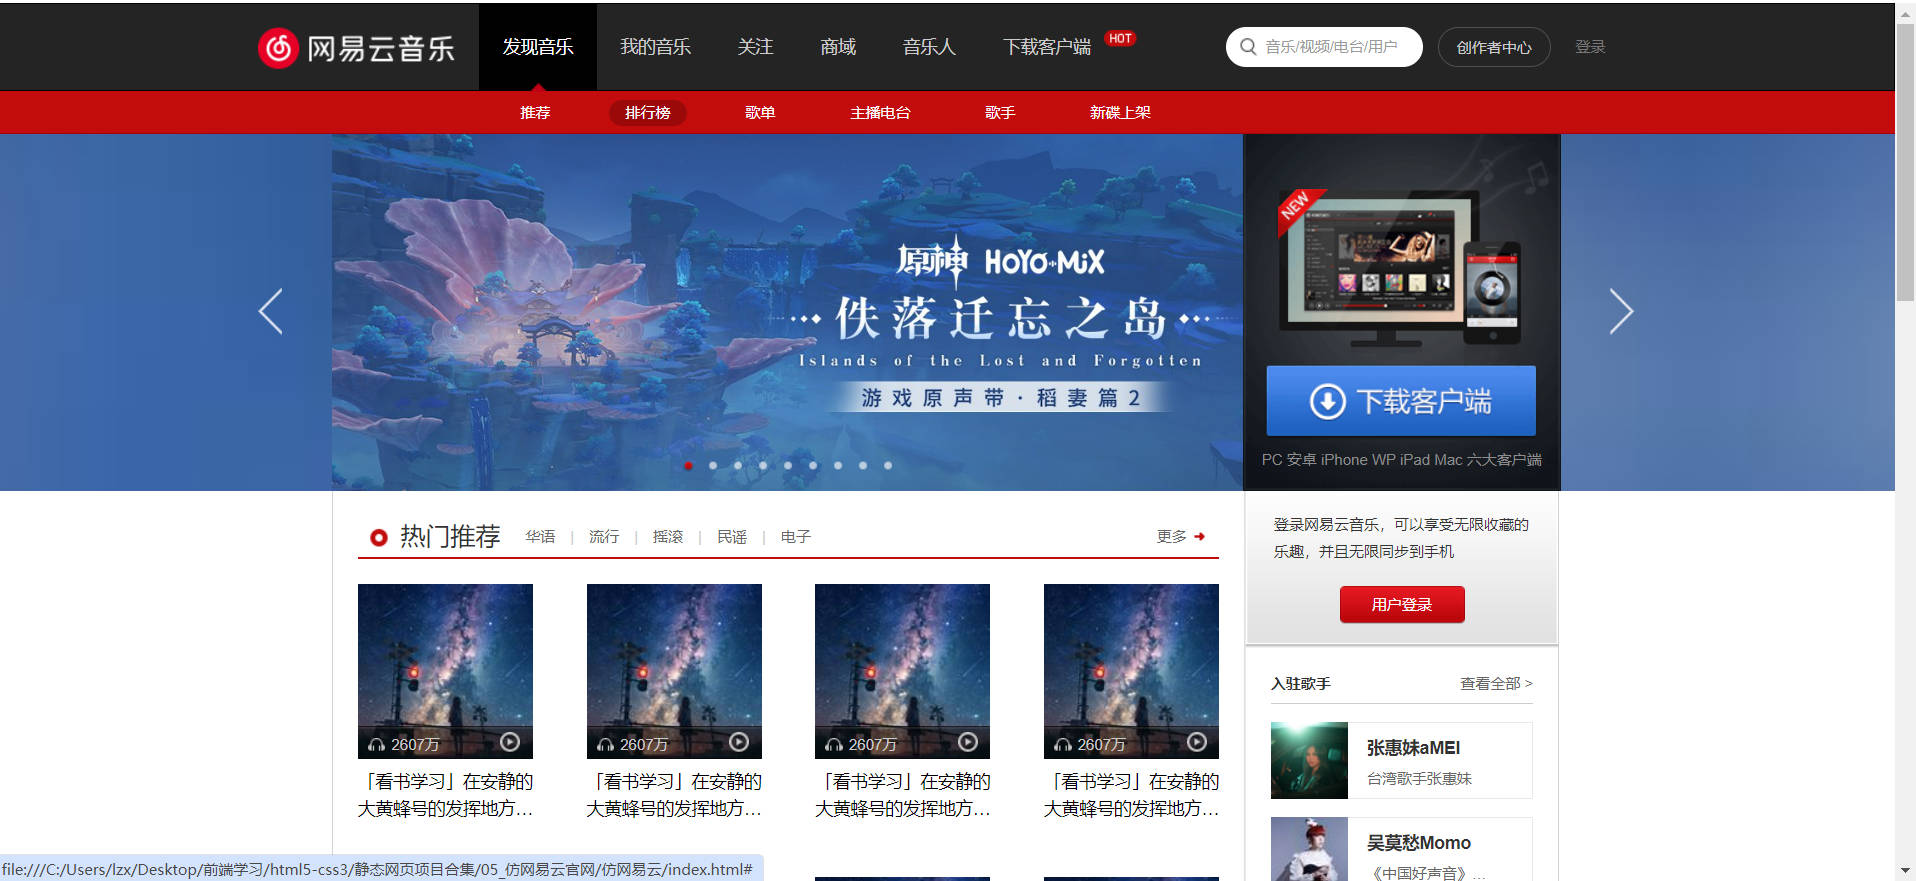 网易云音乐
发现音乐 我的音乐 关注 商城 音乐人 下载客户端 HOT
音乐/视频/电台/用户 创作者中心 登录
推荐 排行榜 歌单 主播电台 歌手 新碟上架
原神 HOYO-MiX
佚落迁忘之岛
Islands of the Lost and Forgotten
游戏原声带·稻妻篇2
NEW
下载客户端
PC 安卓 iPhone WP iPad Mac 六大客户端
热门推荐 华语 | 流行 | 摇滚 | 民谣 | 电子 更多
登录网易云音乐，可以享受无限收藏的
乐趣，并且无限同步到手机
用户登录
2607万 2607万 2607万 2607万
「看书学习」在安静的 「看书学习」在安静的 「看书学习」在安静的 「看书学习」在安静的
大黄蜂号的发挥地方... 大黄蜂号的发挥地方... 大黄蜂号的发挥地方... 大黄蜂号的发挥地方...
入驻歌手 查看全部 >
张惠妹aMEI
台湾歌手张惠妹
吴莫愁Momo
《中国好声音》...
file:///C:/Users/lzx/Desktop/前端学习/html5-css3/静态网页项目合集/05_仿网易云官网/仿网易云/index.html#